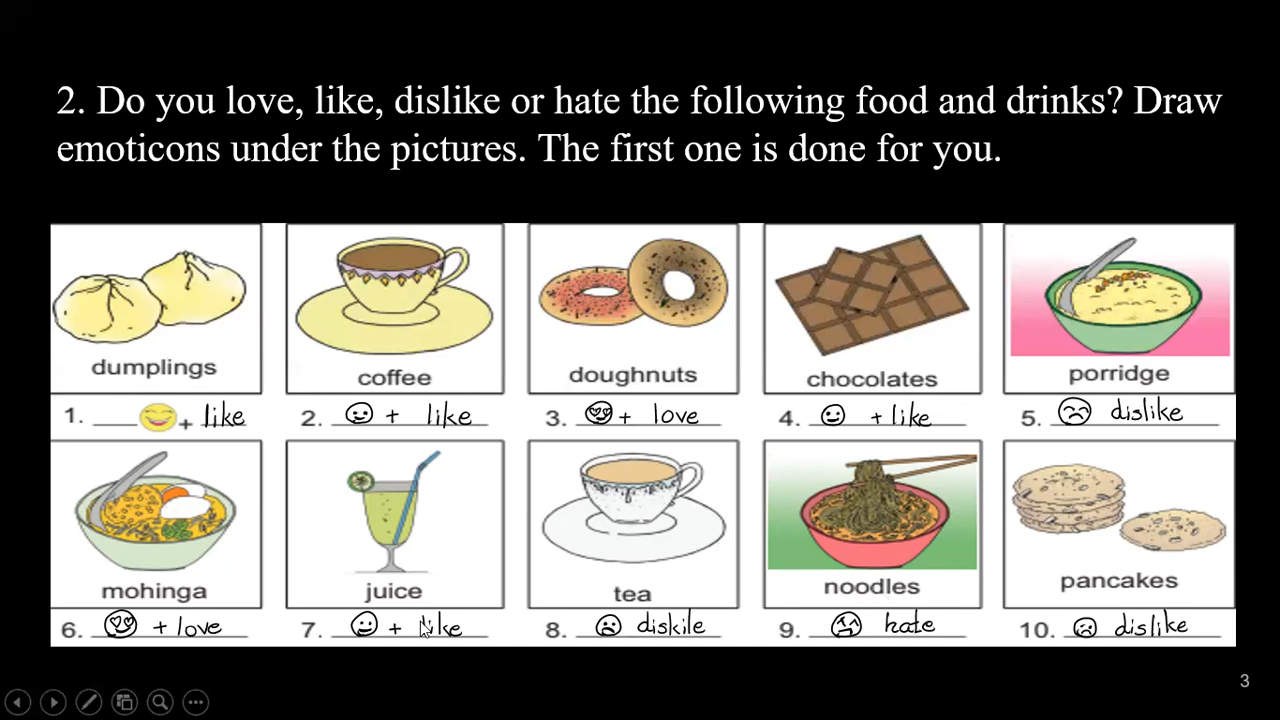 2. Do you love, like, dislike or hate the following food and drinks? Draw
emoticons under the pictures. The first one is done for you.
dumplings
coffee
doughnuts
chocolates
porridge
1. + like
2. + like
3. + love
4. + like
5. dislike
mohinga
juice
tea
noodles
pancakes
6. + love
7. + like
8. diskile
9. hate
10. dislike
3